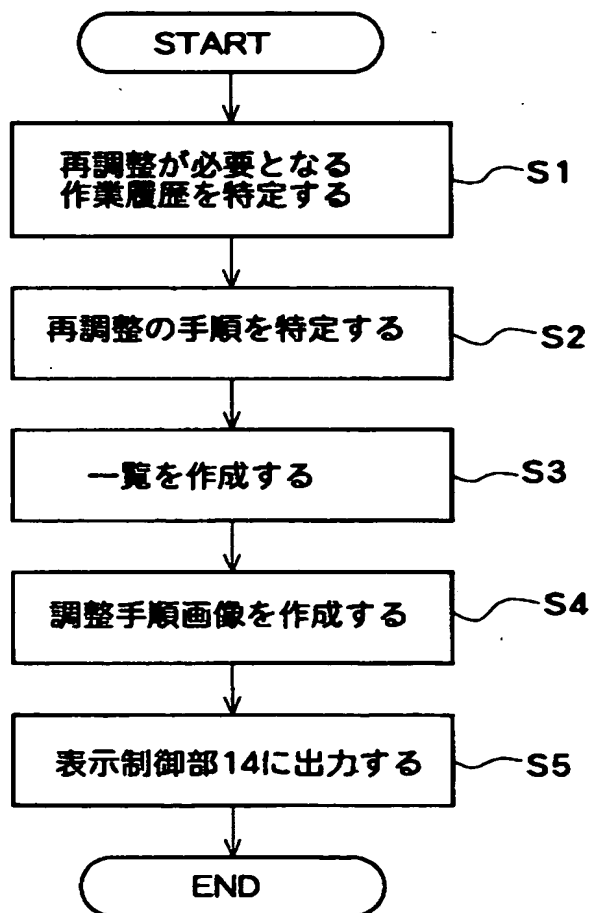 START
再調整が必要となる
作業履歴を特定する
S1
再調整の手順を特定する
S2
一覧を作成する
S3
調整手順画像を作成する
S4
表示制御部14に出力する
S5
END